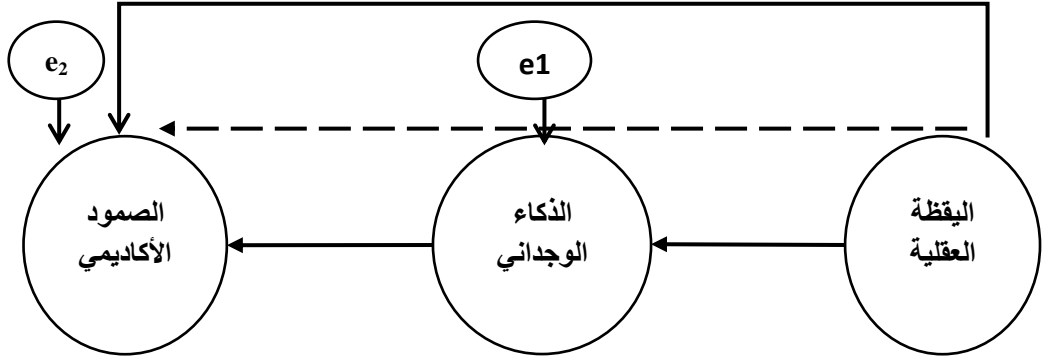 e1
e2
اليقظة
العقلية
الذكاء
الوجداني
الصمود
الأكاديمي